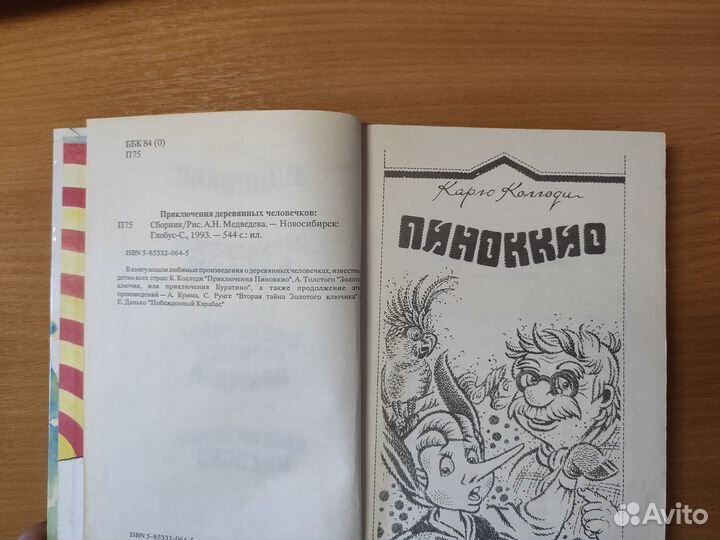 ББК 84 (0)
П75
Приключения деревянных человечков:
П75 Сборник/Рис. А.Н. Медведева. — Новосибирск:
Глобус-С., 1993. — 544 с.: ил.
ISBN 5-85332-064-5
В книгу вошли любимые произведения о деревянных человечках,
детям всех стран: К. Коллоди "Приключения Пиноккио", А. Толстого
ключик, или приключения Буратино", а также продолжение
произведений — А. Кумма, С. Рунге "Вторая тайна Золотого ключика"
Е. Данько "Побежденный Карабас"
ISBN 5-85332-064-5
Карло Коллоди
ПИНОККИО
Avito